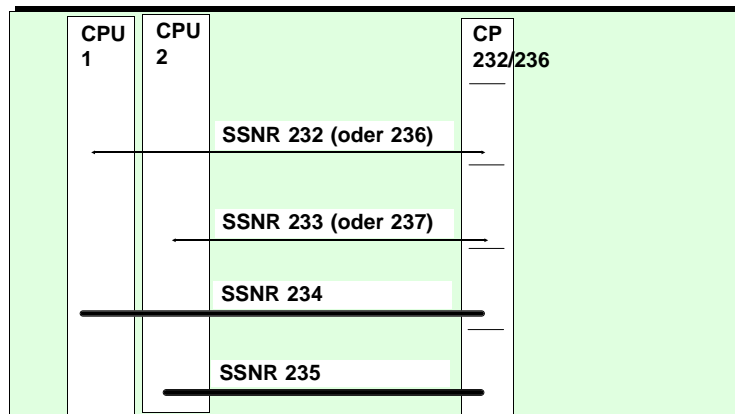 CPU
1
CPU
2
CP
232/236
SSNR 232 (oder 236)
SSNR 233 (oder 237)
SSNR 234
SSNR 235